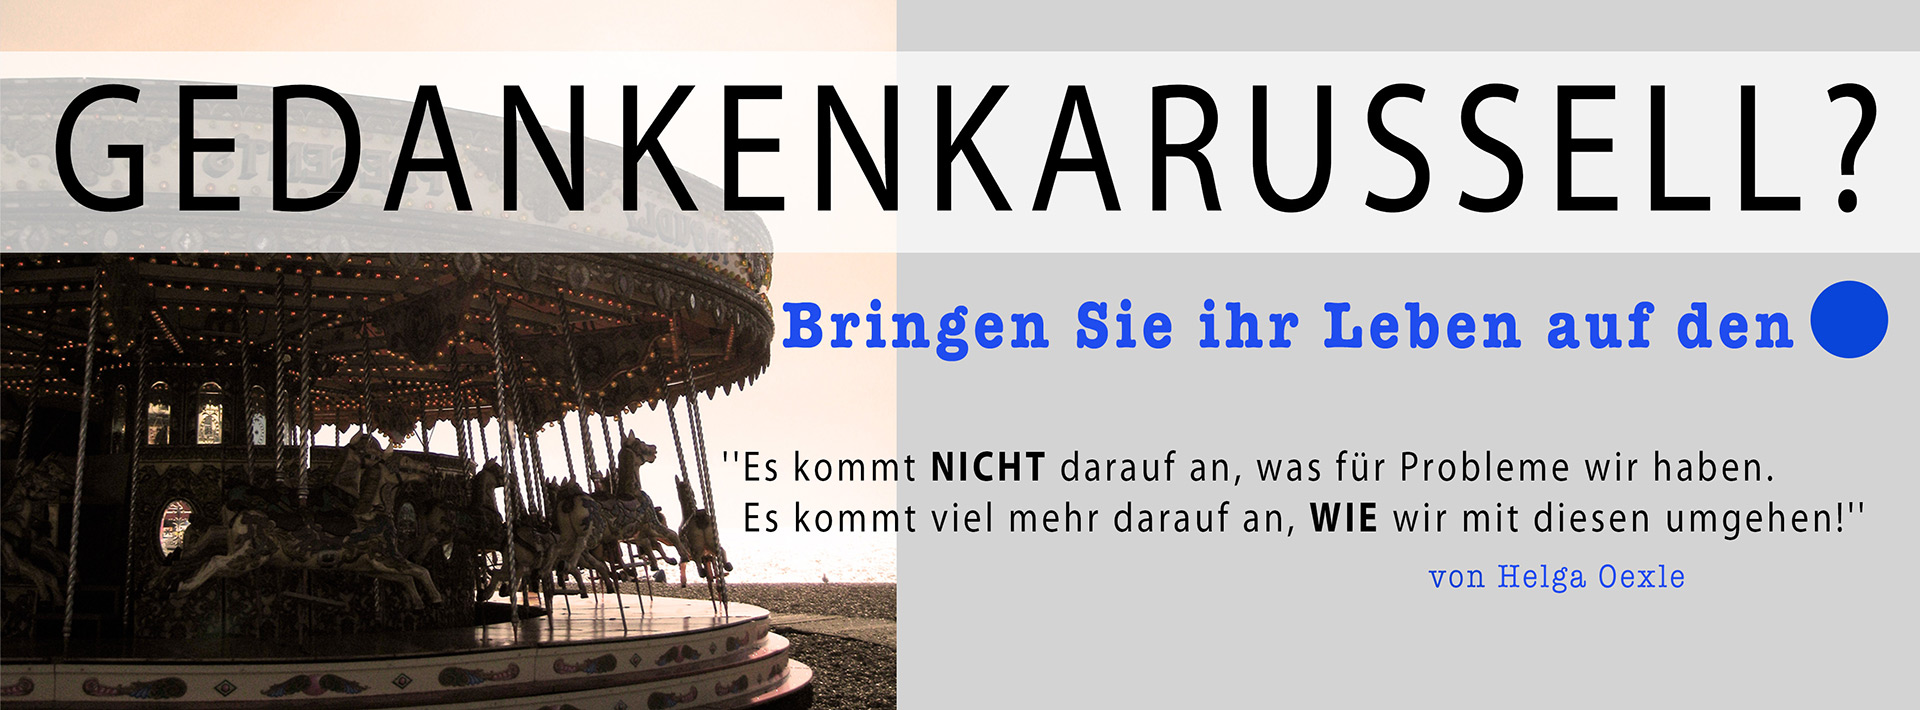 GEDANKENKARUSSELL?
Bringen Sie ihr Leben auf den
''Es kommt NICHT darauf an, was für Probleme wir haben.
Es kommt viel mehr darauf an, WIE wir mit diesen umgehen!''
von Helga Oexle